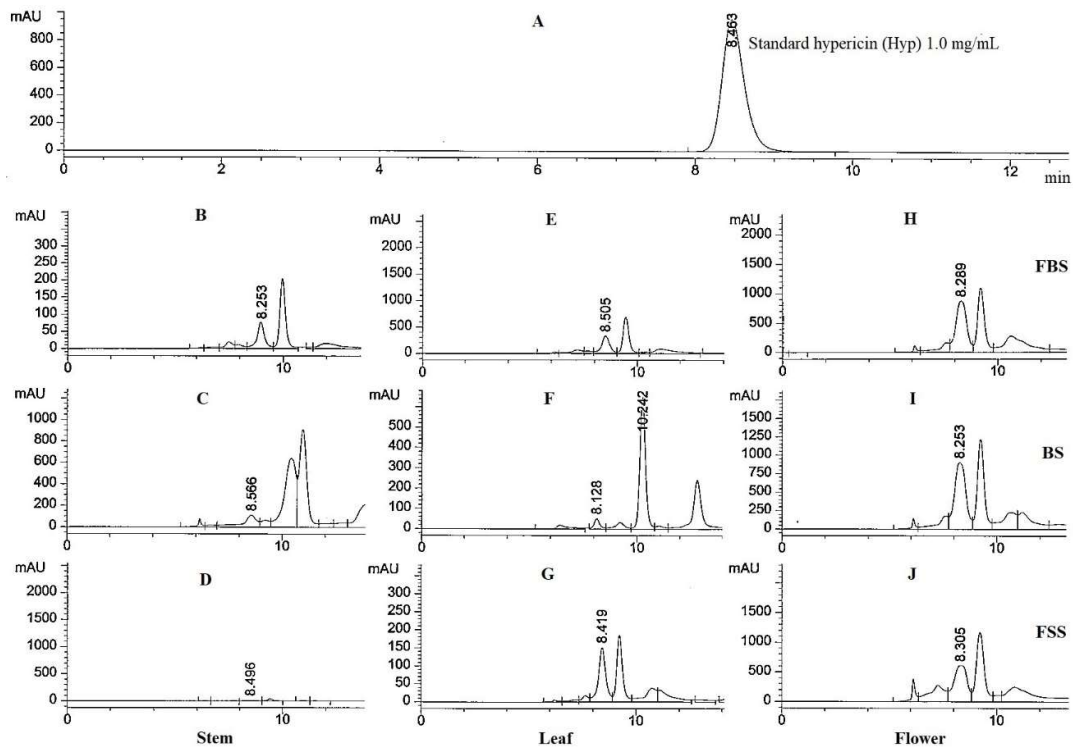 A
mAU
800
600
400
200
0
8.463
Standard hypericin (Hyp) 1.0 mg/mL
0 2 4 6 8 10 12
min
B
mAU
300
250
200
150
100
50
0
8.253
0 10
E
mAU
2000
1500
1000
500
0
8.505
0 10
H
mAU
2000
1500
1000
500
0
8.289
0 10
FBS
C
mAU
1000
800
600
400
200
0
8.566
0 10
F
mAU
500
400
300
200
100
0
8.128
10.242
0 10
I
mAU
1750
1500
1250
1000
750
500
250
0
8.253
0 10
BS
D
mAU
2000
1500
1000
500
0
8.496
0 10
Stem
G
mAU
350
300
250
200
150
100
50
0
8.419
0 10
Leaf
J
mAU
2000
1500
1000
500
0
8.305
0 10
FSS
Flower